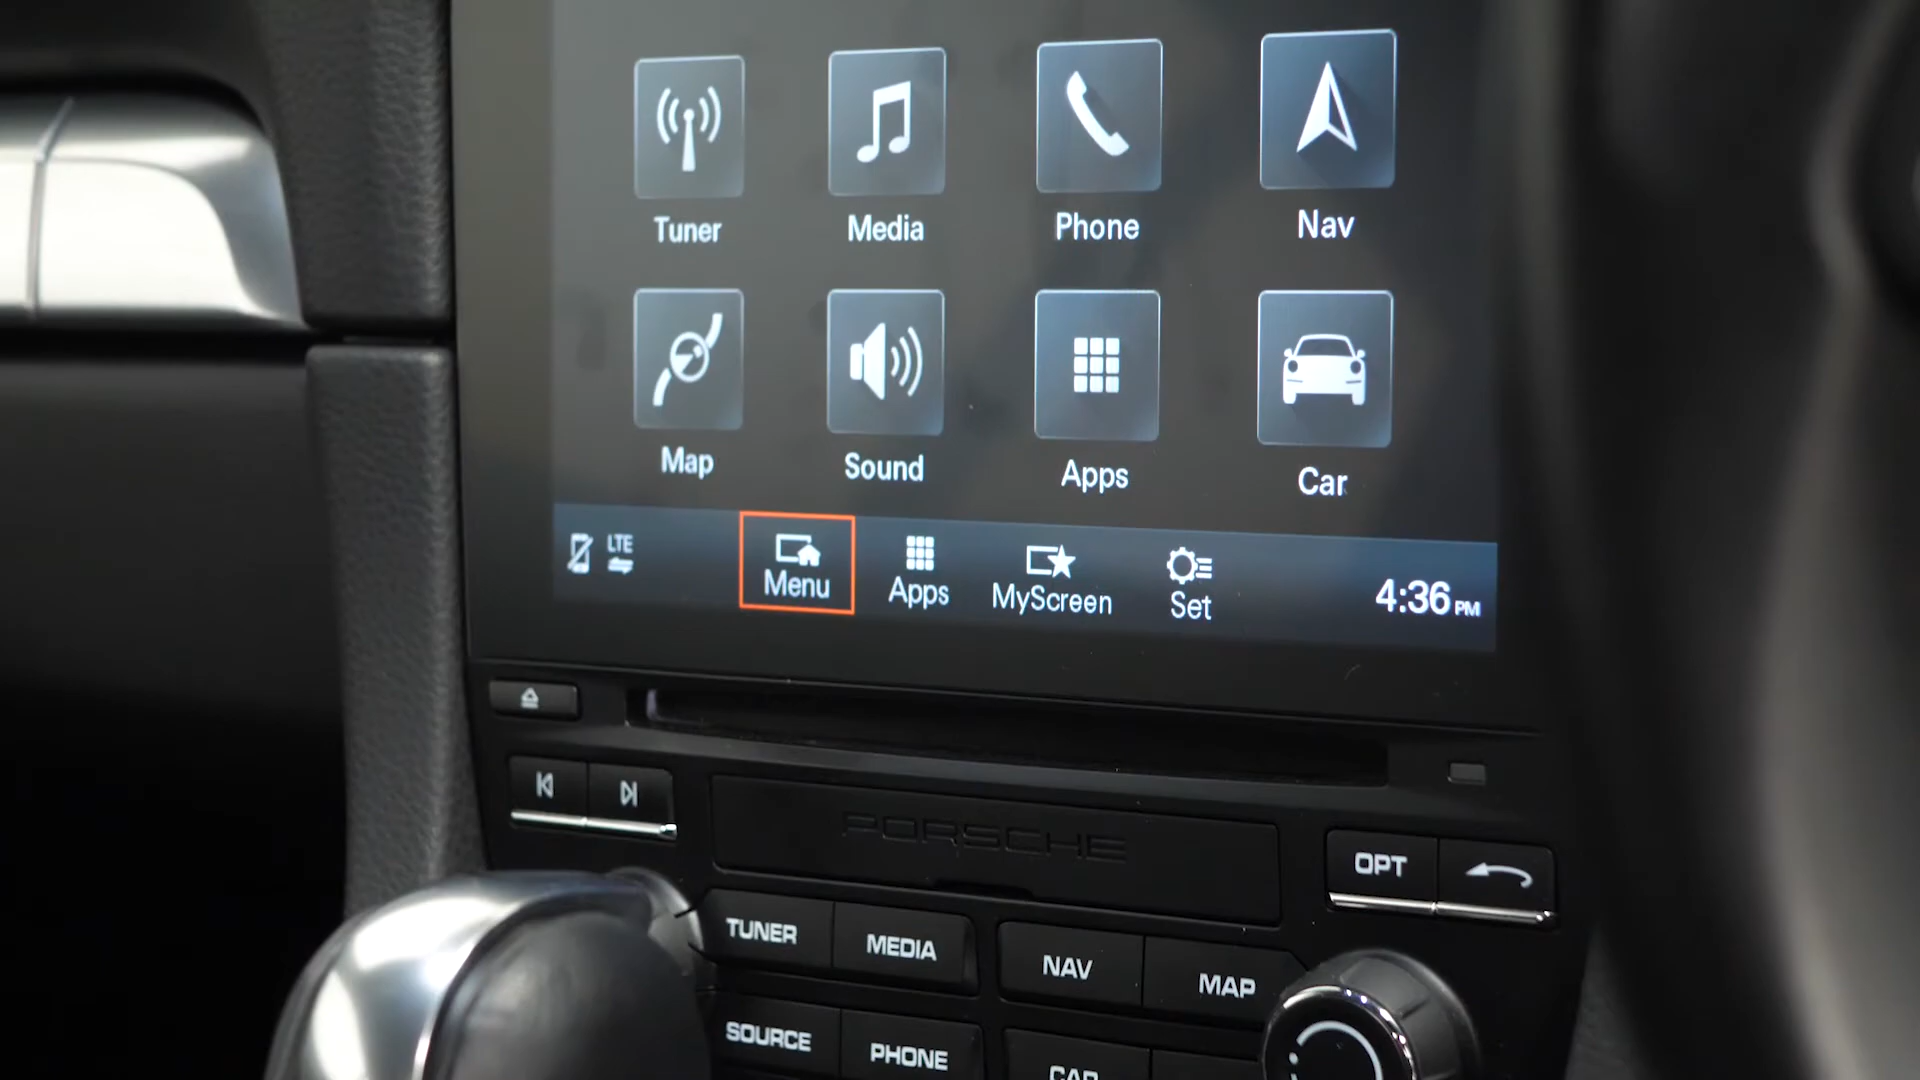 Tuner
Media
Phone
Nav
Map
Sound
Apps
Car
LTE
Menu
Apps
MyScreen
Set
4:36 PM
PORSCHE
OPT
TUNER
MEDIA
NAV
MAP
SOURCE
PHONE
CAR